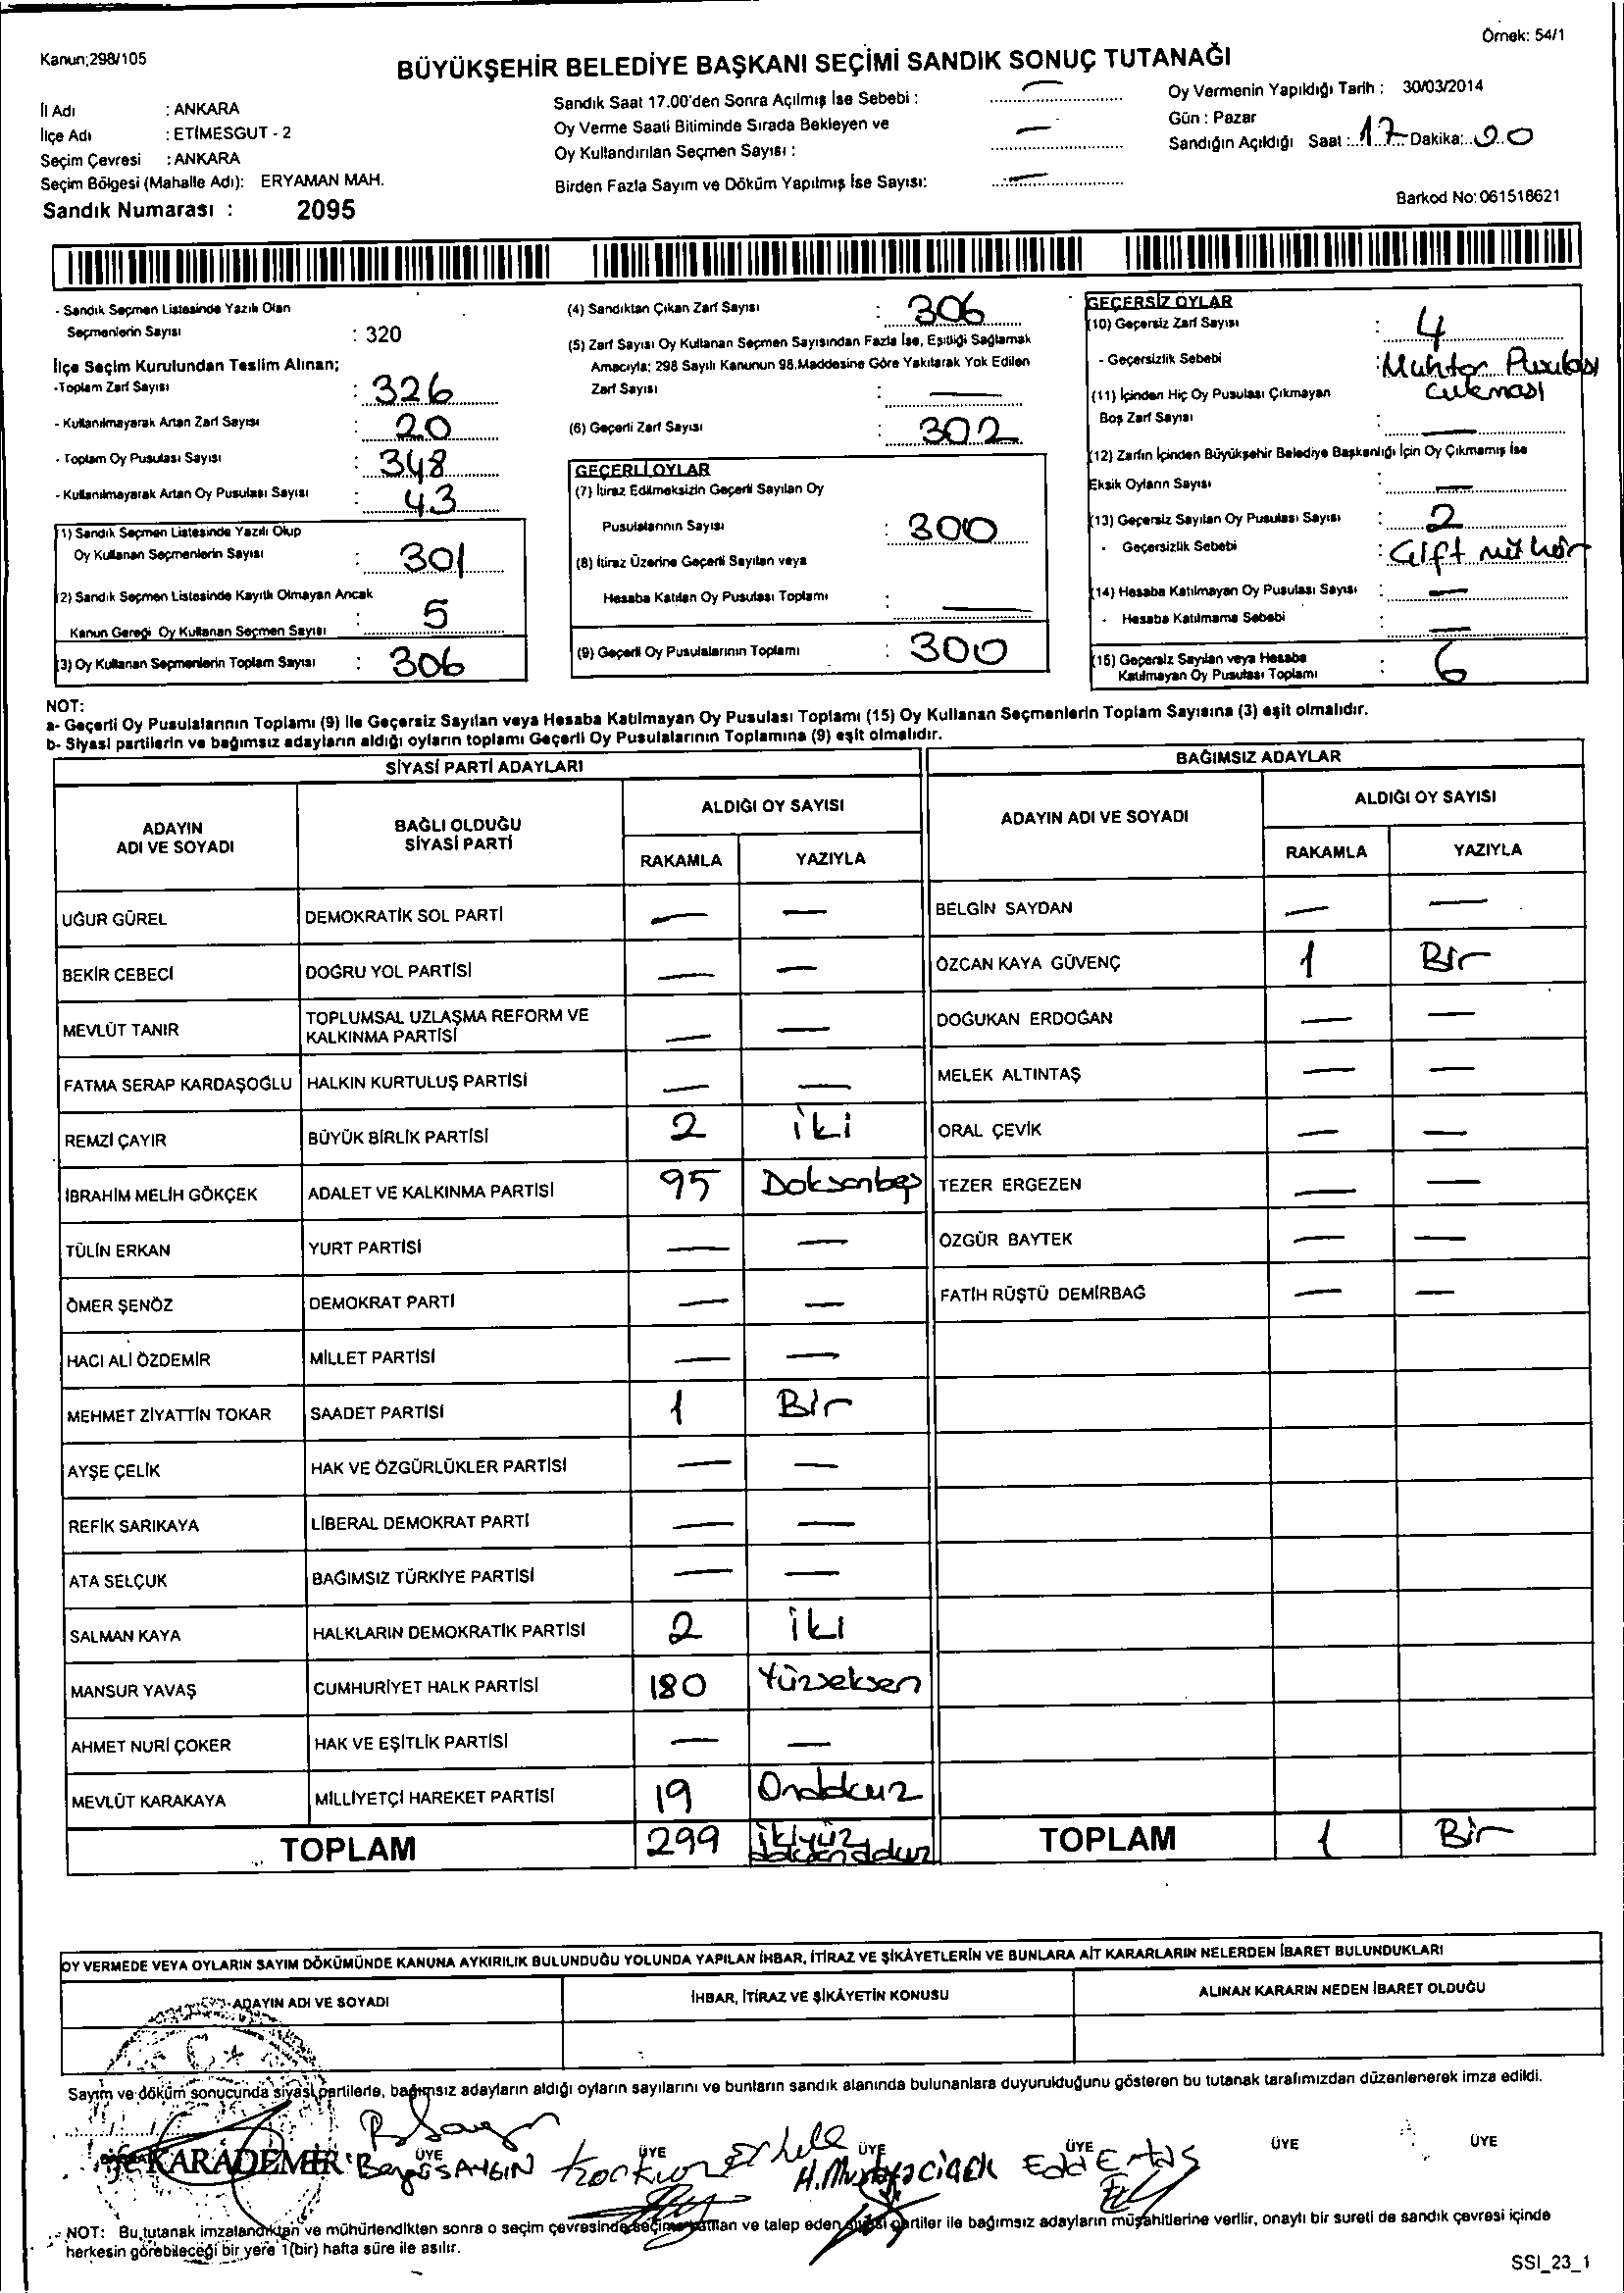 Örnek: 54/1
Kanun;298/105
BÜYÜKŞEHİR BELEDİYE BAŞKANI SEÇİMİ SANDIK SONUÇ TUTANAĞI
İl Adı : ANKARA
İlçe Adı : ETİMESGUT - 2
Seçim Çevresi : ANKARA
Seçim Bölgesi (Mahalle Adı): ERYAMAN MAH.
Sandık Numarası : 2095
Sandık Saat 17.00'den Sonra Açılmış İse Sebebi : —
Oy Verme Saati Bitiminde Sırada Bekleyen ve
Oy Kullandırılan Seçmen Sayısı : —
Birden Fazla Sayım ve Döküm Yapılmış İse Sayısı: —
Oy Vermenin Yapıldığı Tarih : 30/03/2014
Gün : Pazar
Sandığın Açıldığı Saat : 17 Dakika: 00
Barkod No: 061518621
- Sandık Seçmen Listesinde Yazılı Olan
Seçmenlerin Sayısı : 320
İlçe Seçim Kurulundan Teslim Alınan;
-Toplam Zarf Sayısı : 326
- Kullanılmayarak Artan Zarf Sayısı : 20
- Toplam Oy Pusulası Sayısı : 348
- Kullanılmayarak Artan Oy Pusulası Sayısı : 43
(1) Sandık Seçmen Listesinde Yazılı Olup
Oy Kullanan Seçmenlerin Sayısı : 301
(2) Sandık Seçmen Listesinde Kayıtlı Olmayan Ancak
Kanun Gereği Oy Kullanan Seçmen Sayısı : 5
(3) Oy Kullanan Seçmenlerin Toplam Sayısı : 306
(4) Sandıktan Çıkan Zarf Sayısı : 306
(5) Zarf Sayısı Oy Kullanan Seçmen Sayısından Fazla İse, Eşitliği Sağlamak
Amacıyla; 298 Sayılı Kanunun 98.Maddesine Göre Yakılarak Yok Edilen
Zarf Sayısı : —
(6) Geçerli Zarf Sayısı : 302
GEÇERLİ OYLAR
(7) İtiraz Edilmeksizin Geçerli Sayılan Oy
Pusulalarının Sayısı : 300
(8) İtiraz Üzerine Geçerli Sayılan veya
Hesaba Katılan Oy Pusulası Toplamı : —
(9) Geçerli Oy Pusulalarının Toplamı : 300
GEÇERSİZ OYLAR
(10) Geçersiz Zarf Sayısı : 4
- Geçersizlik Sebebi : Muhtar Pusulası
çıkması
(11) İçinden Hiç Oy Pusulası Çıkmayan
Boş Zarf Sayısı : —
(12) Zarfın İçinden Büyükşehir Belediye Başkanlığı İçin Oy Çıkmamış İse
Eksik Oyların Sayısı : —
(13) Geçersiz Sayılan Oy Pusulası Sayısı : 2
- Geçersizlik Sebebi : Çift mühür
(14) Hesaba Katılmayan Oy Pusulası Sayısı : —
- Hesaba Katılmama Sebebi : —
(15) Geçersiz Sayılan veya Hesaba
Katılmayan Oy Pusulası Toplamı : 6
NOT:
a- Geçerli Oy Pusulalarının Toplamı (9) ile Geçersiz Sayılan veya Hesaba Katılmayan Oy Pusulası Toplamı (15) Oy Kullanan Seçmenlerin Toplam Sayısına (3) eşit olmalıdır.
b- Siyasi partilerin ve bağımsız adayların aldığı oyların toplamı Geçerli Oy Pusulalarının Toplamına (9) eşit olmalıdır.
SİYASİ PARTİ ADAYLARI
ADAYIN
ADI VE SOYADI
BAĞLI OLDUĞU
SİYASİ PARTİ
ALDIĞI OY SAYISI
RAKAMLA YAZIYLA
UĞUR GÜREL DEMOKRATİK SOL PARTİ — —
BEKİR CEBECİ DOĞRU YOL PARTİSİ — —
MEVLÜT TANIR TOPLUMSAL UZLAŞMA REFORM VE
KALKINMA PARTİSİ — —
FATMA SERAP KARDAŞOĞLU HALKIN KURTULUŞ PARTİSİ — —
REMZİ ÇAYIR BÜYÜK BİRLİK PARTİSİ 2 iki
İBRAHİM MELİH GÖKÇEK ADALET VE KALKINMA PARTİSİ 95 Doksanbeş
TÜLİN ERKAN YURT PARTİSİ — —
ÖMER ŞENÖZ DEMOKRAT PARTİ — —
HACI ALİ ÖZDEMİR MİLLET PARTİSİ — —
MEHMET ZİYATTİN TOKAR SAADET PARTİSİ 1 Bir
AYŞE ÇELİK HAK VE ÖZGÜRLÜKLER PARTİSİ — —
REFİK SARIKAYA LİBERAL DEMOKRAT PARTİ — —
ATA SELÇUK BAĞIMSIZ TÜRKİYE PARTİSİ — —
SALMAN KAYA HALKLARIN DEMOKRATİK PARTİSİ 2 iki
MANSUR YAVAŞ CUMHURİYET HALK PARTİSİ 180 Yüzseksen
AHMET NURİ ÇOKER HAK VE EŞİTLİK PARTİSİ — —
MEVLÜT KARAKAYA MİLLİYETÇİ HAREKET PARTİSİ 19 Ondokuz
TOPLAM 299 ikiyüz
doksandokuz
BAĞIMSIZ ADAYLAR
ADAYIN ADI VE SOYADI
ALDIĞI OY SAYISI
RAKAMLA YAZIYLA
BELGİN SAYDAN — —
ÖZCAN KAYA GÜVENÇ 1 Bir
DOĞUKAN ERDOĞAN — —
MELEK ALTINTAŞ — —
ORAL ÇEVİK — —
TEZER ERGEZEN — —
ÖZGÜR BAYTEK — —
FATİH RÜŞTÜ DEMİRBAĞ — —
TOPLAM 1 Bir
OY VERMEDE VEYA OYLARIN SAYIM DÖKÜMÜNDE KANUNA AYKIRILIK BULUNDUĞU YOLUNDA YAPILAN İHBAR, İTİRAZ VE ŞİKÂYETLERİN VE BUNLARA AİT KARARLARIN NELERDEN İBARET BULUNDUKLARI
ADAYIN ADI VE SOYADI
İHBAR, İTİRAZ VE ŞİKÂYETİN KONUSU
ALINAN KARARIN NEDEN İBARET OLDUĞU
Sayım ve döküm sonucunda siyasi partilerle, bağımsız adayların aldığı oyların sayılarını ve bunların sandık alanında bulunanlara duyurulduğunu gösteren bu tutanak tarafımızdan düzenlenerek imza edildi.
ÜYE ÜYE ÜYE ÜYE ÜYE ÜYE
KARADEMİR SAYGIN
NOT: Bu tutanak imzalandıktan ve mühürlendikten sonra o seçim çevresinde seçime katılan ve talep eden siyasi partiler ile bağımsız adayların müşahitlerine verilir, onaylı bir sureti de sandık çevresi içinde
herkesin görebileceği bir yere 1(bir) hafta süre ile asılır.
SSI_23_1